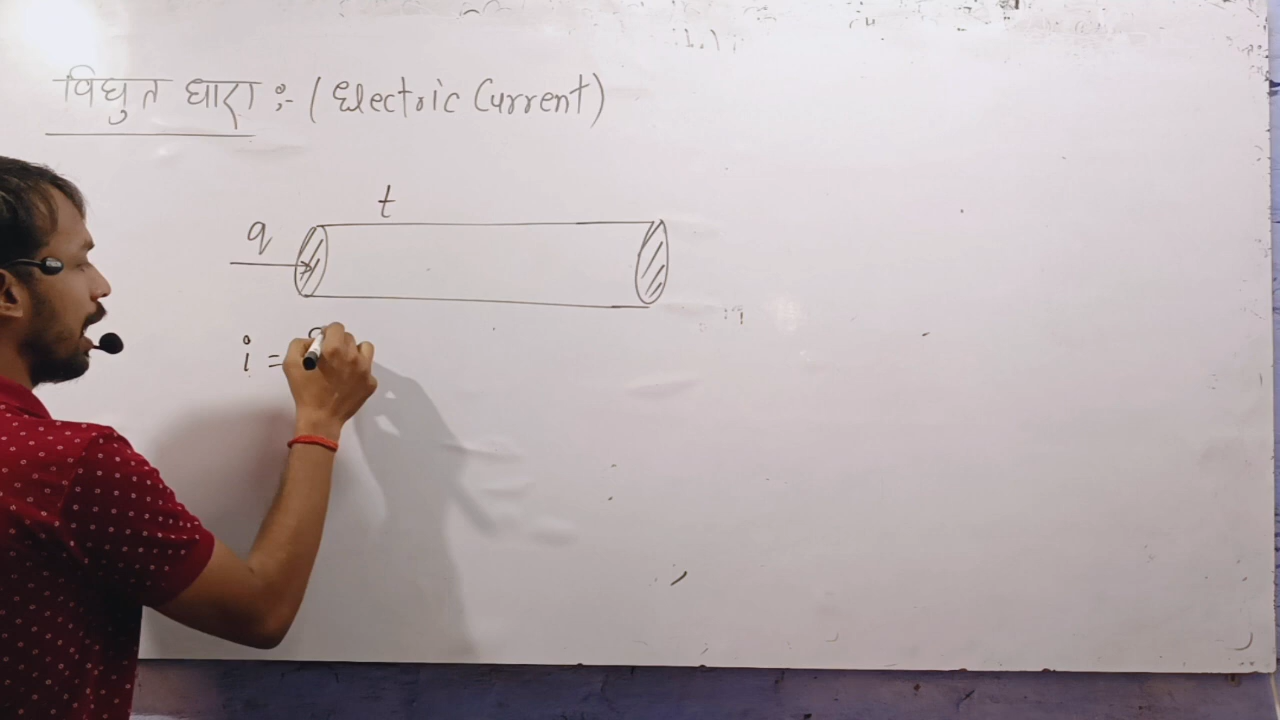 विघुत धारा :- (Electric Current)
t
q
i =